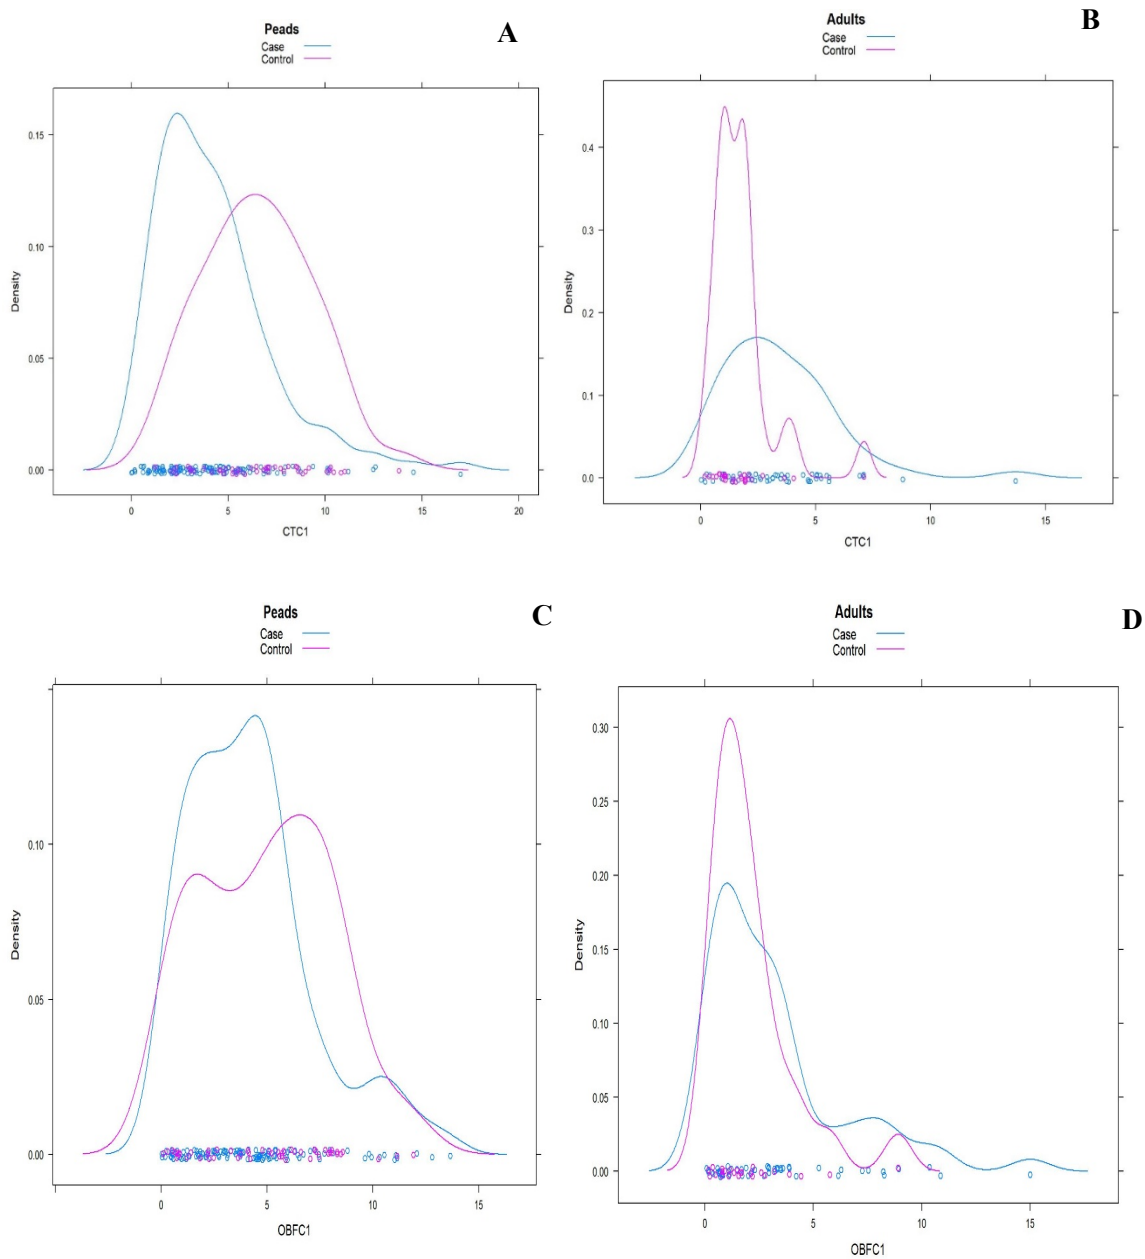 Peads
Case
Control
A
0.15
0.10
0.05
0.00
Density
0 5 10 15 20
CTC1
Adults
Case
Control
B
0.4
0.3
0.2
0.1
0.0
Density
0 5 10 15
CTC1
Peads
Case
Control
C
0.10
0.05
0.00
Density
0 5 10 15
OBFC1
Adults
Case
Control
D
0.30
0.25
0.20
0.15
0.10
0.05
0.00
Density
0 5 10 15
OBFC1